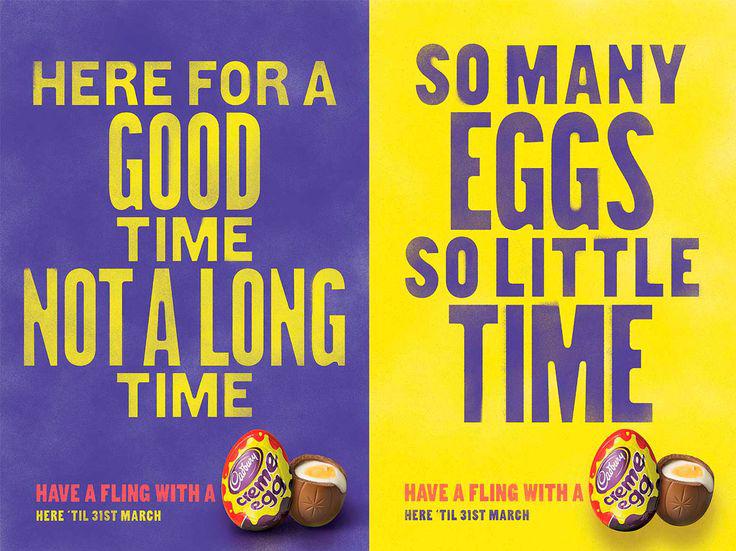 HERE FOR A
GOOD
TIME
NOT A LONG
TIME
HAVE A FLING WITH A
HERE 'TIL 31ST MARCH
Cadbury
creme
egg
SO MANY
EGGS
SO LITTLE
TIME
HAVE A FLING WITH A
HERE 'TIL 31ST MARCH
Cadbury
creme
egg